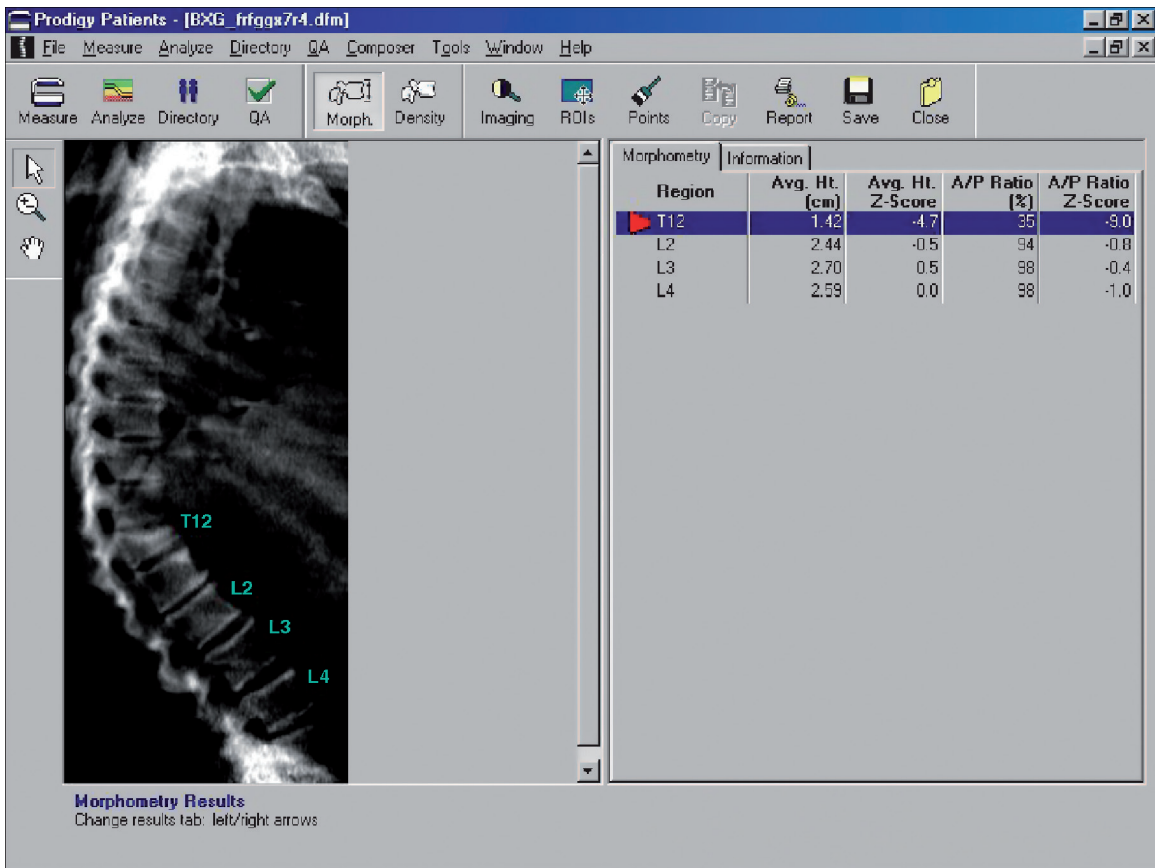 Prodigy Patients - [BXG_frfggx7r4.dfm]
File Measure Analyze Directory QA Composer Tools Window Help
Measure Analyze Directory QA Morph. Density Imaging ROIs Points Copy Report Save Close
Morphometry Information
Region Avg. Ht. (cm) Avg. Ht. Z-Score A/P Ratio (%) A/P Ratio Z-Score
T12 1.42 -4.7 35 -9.0
L2 2.44 -0.5 94 -0.8
L3 2.70 0.5 98 -0.4
L4 2.59 0.0 98 -1.0
T12
L2
L3
L4
Morphometry Results
Change results tab: left/right arrows